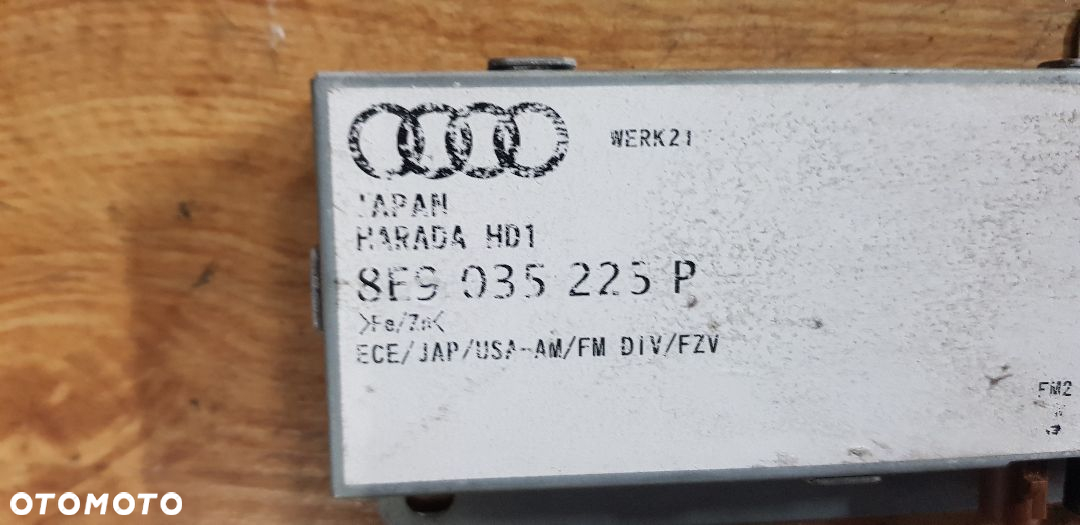 WERK21
JAPAN
HARADA HD1
8E9 035 225 P
>Fe/Zn<
ECE/JAP/USA-AM/FM DIV/FZV
FM2
OTOMOTO